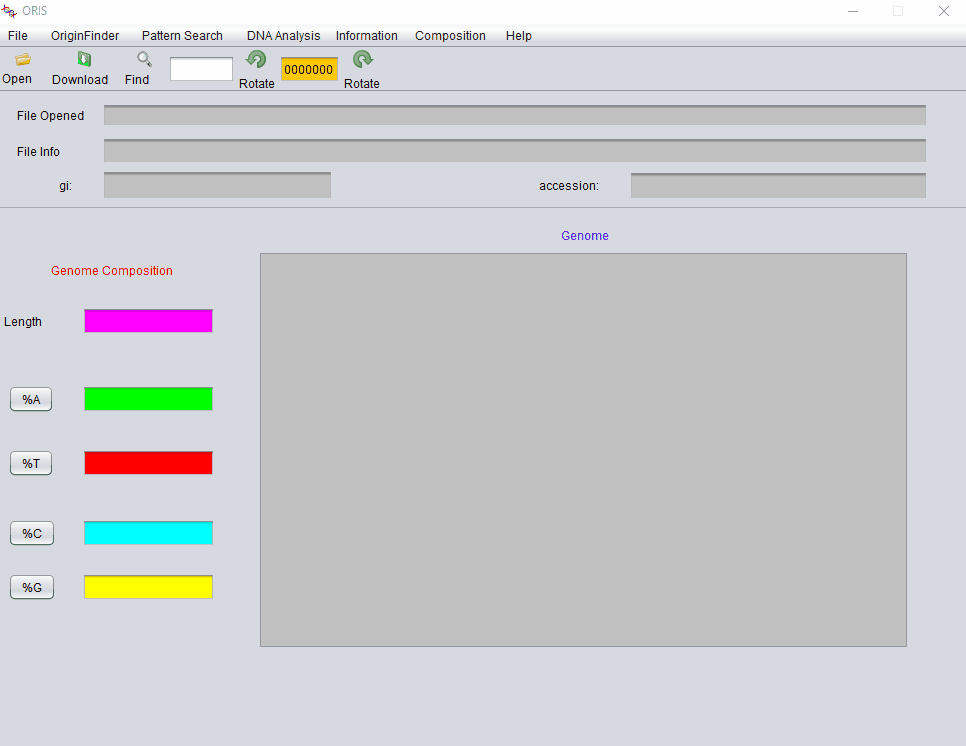 ORIS
File OriginFinder Pattern Search DNA Analysis Information Composition Help
Open Download Find Rotate 0000000 Rotate
File Opened
File Info
gi: accession:
Genome
Genome Composition
Length
%A
%T
%C
%G